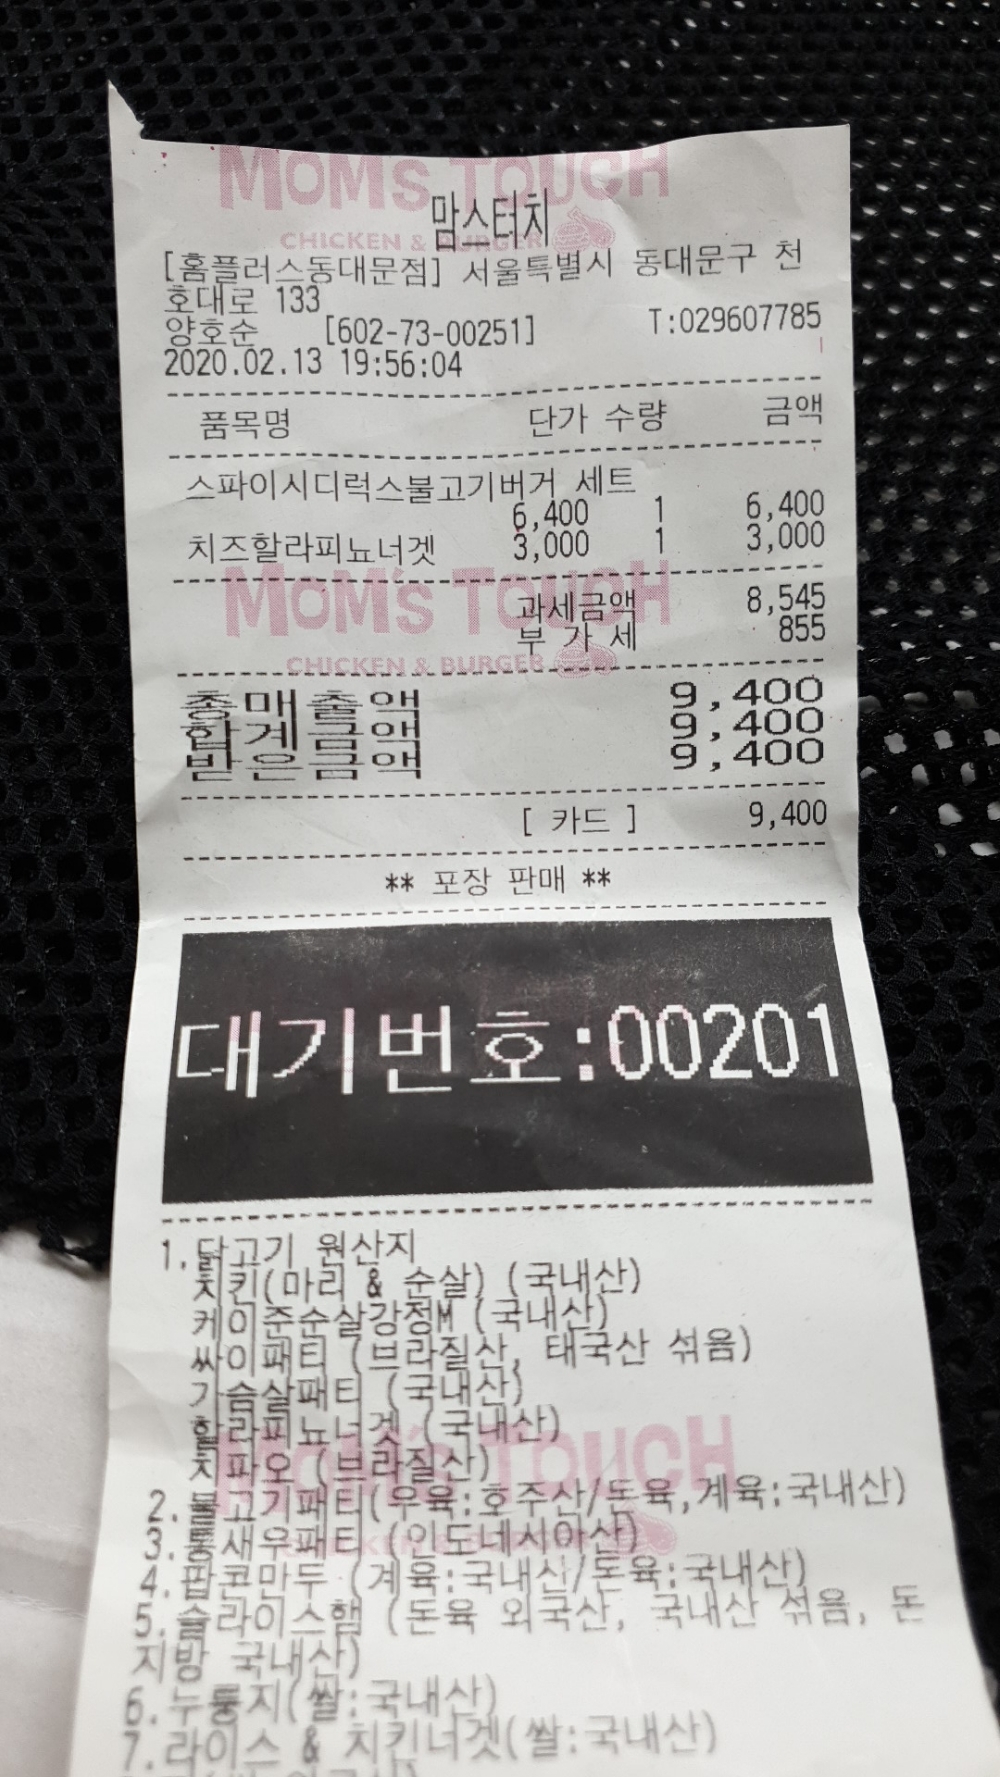 MOM's TOUCH
맘스터치
CHICKEN & BURGER
[홈플러스동대문점] 서울특별시 동대문구 천
호대로 133
양호순 [602-73-00251] T:029607785
2020.02.13 19:56:04
품목명 단가 수량 금액
스파이시디럭스불고기버거 세트
6,400 1 6,400
치즈할라피뇨너겟 3,000 1 3,000
MOM's TOUCH
과세금액 8,545
부 가 세 855
CHICKEN & BURGER
총매출액 9,400
합계금액 9,400
받은금액 9,400
[ 카드 ] 9,400
** 포장 판매 **
대기번호:00201
1.닭고기 원산지
치킨(마리 & 순살) (국내산)
케이준순살강정M (국내산)
싸이패티 (브라질산, 태국산 섞음)
가슴살패티 (국내산)
할라피뇨너겟 (국내산)
MOM's TOUCH
치파오 (브라질산)
2.불고기패티(우육:호주산/돈육,계육:국내산)
3.통새우패티 (인도네시아산)
4.팝콘만두 (계육:국내산/돈육:국내산)
5.슬라이스햄 (돈육 외국산, 국내산 섞음, 돈
지방 국내산)
6.누룽지(쌀:국내산)
7.라이스 & 치킨너겟(쌀:국내산)